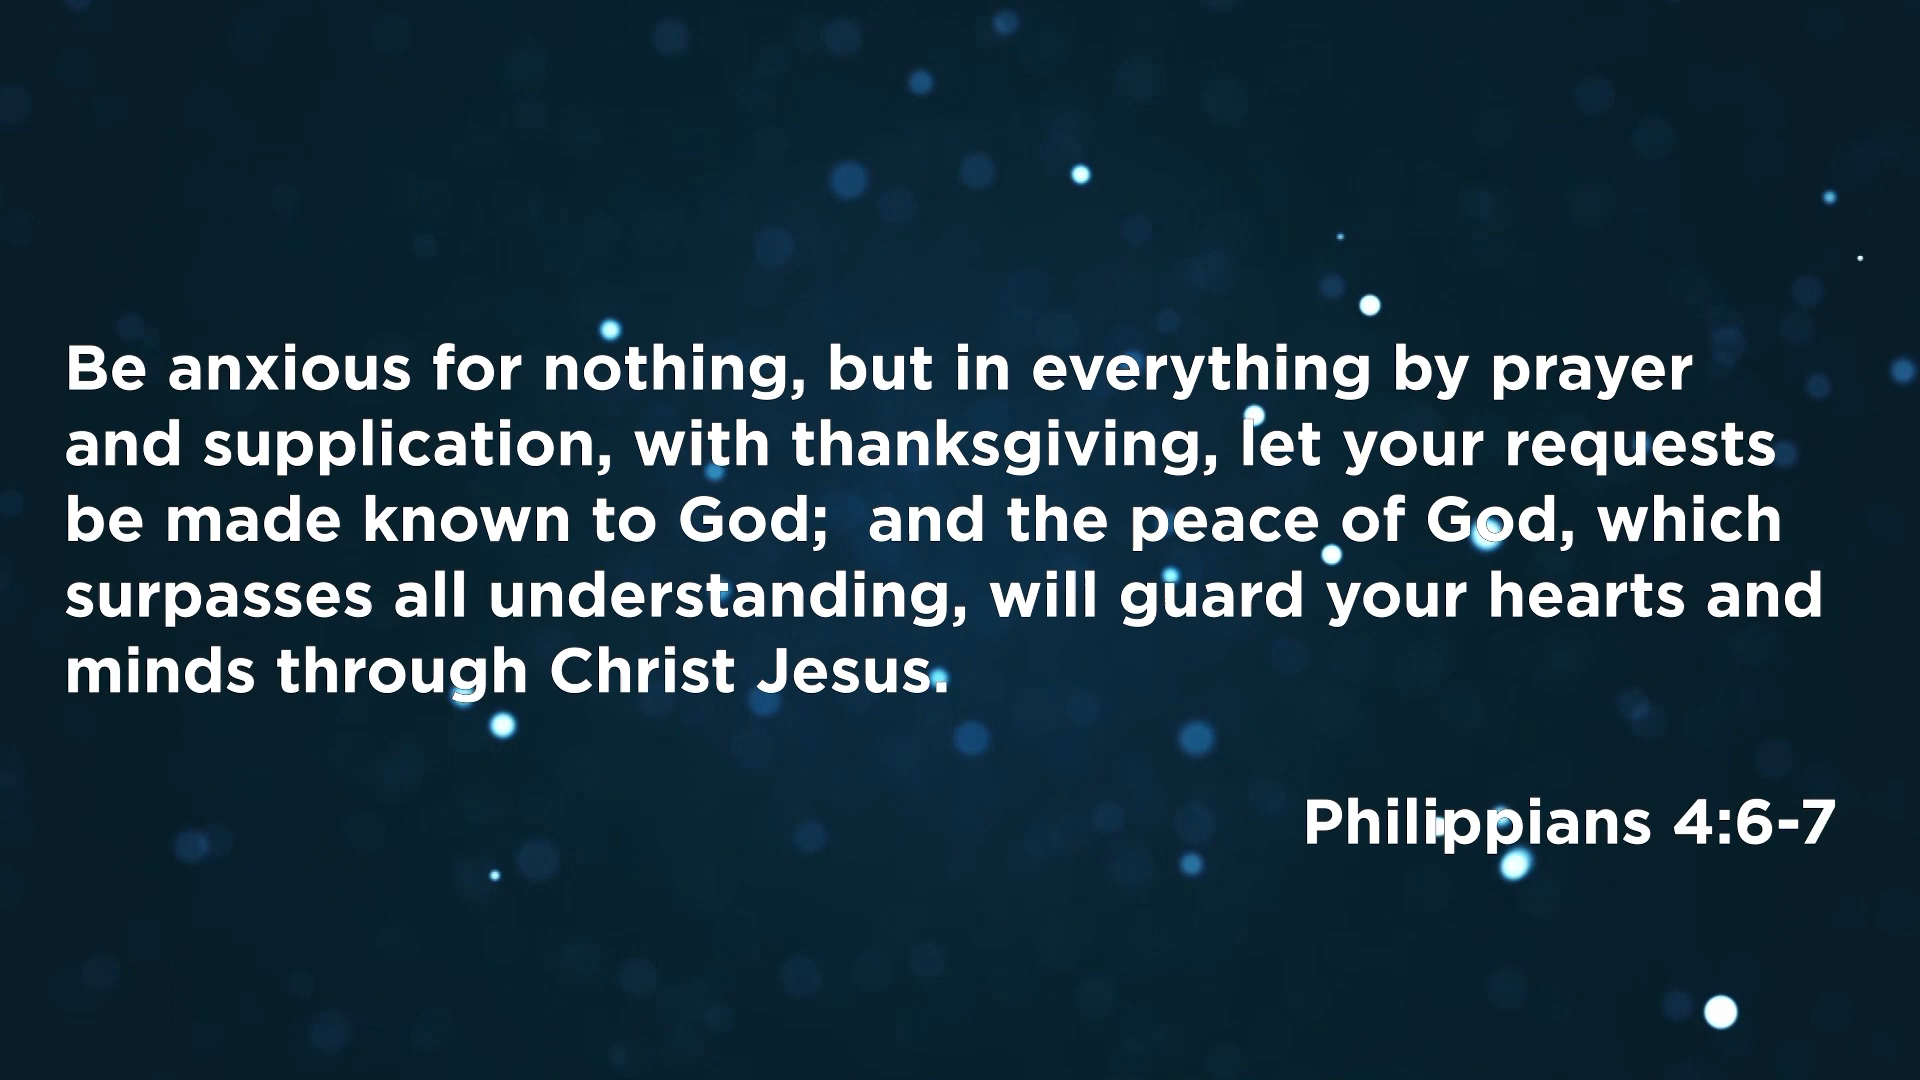 Be anxious for nothing, but in everything by prayer
and supplication, with thanksgiving, let your requests
be made known to God;  and the peace of God, which
surpasses all understanding, will guard your hearts and
minds through Christ Jesus.
Philippians 4:6-7